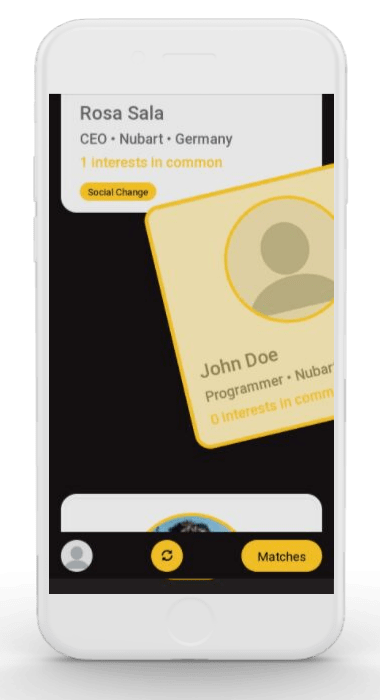 Rosa Sala
CEO • Nubart • Germany
1 interests in common
Social Change
John Doe
Programmer • Nubar
0 interests in comm
Matches